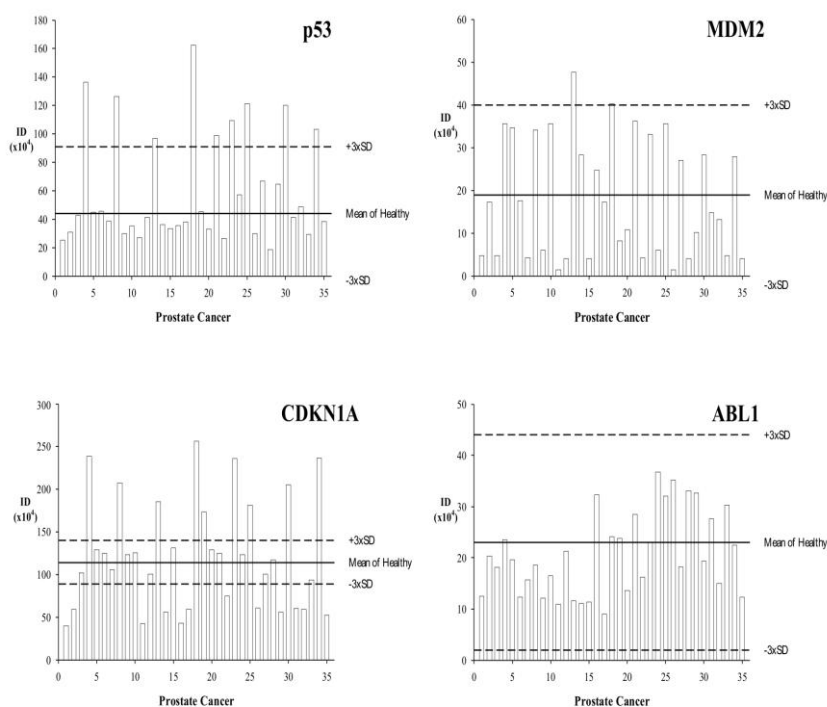 p53
180
160
140
120
ID
(x10⁴)
100
80
60
40
20
0
+3xSD
Mean of Healthy
-3xSD
0 5 10 15 20 25 30 35
Prostate Cancer
MDM2
60
50
40
ID
(x10⁴)
30
20
10
0
+3xSD
Mean of Healthy
-3xSD
0 5 10 15 20 25 30 35
Prostate Cancer
CDKN1A
300
250
200
ID
(x10⁴)
150
100
50
0
+3xSD
Mean of Healthy
-3xSD
0 5 10 15 20 25 30 35
Prostate Cancer
ABL1
50
40
ID
(x10⁴)
30
20
10
0
+3xSD
Mean of Healthy
-3xSD
0 5 10 15 20 25 30 35
Prostate Cancer